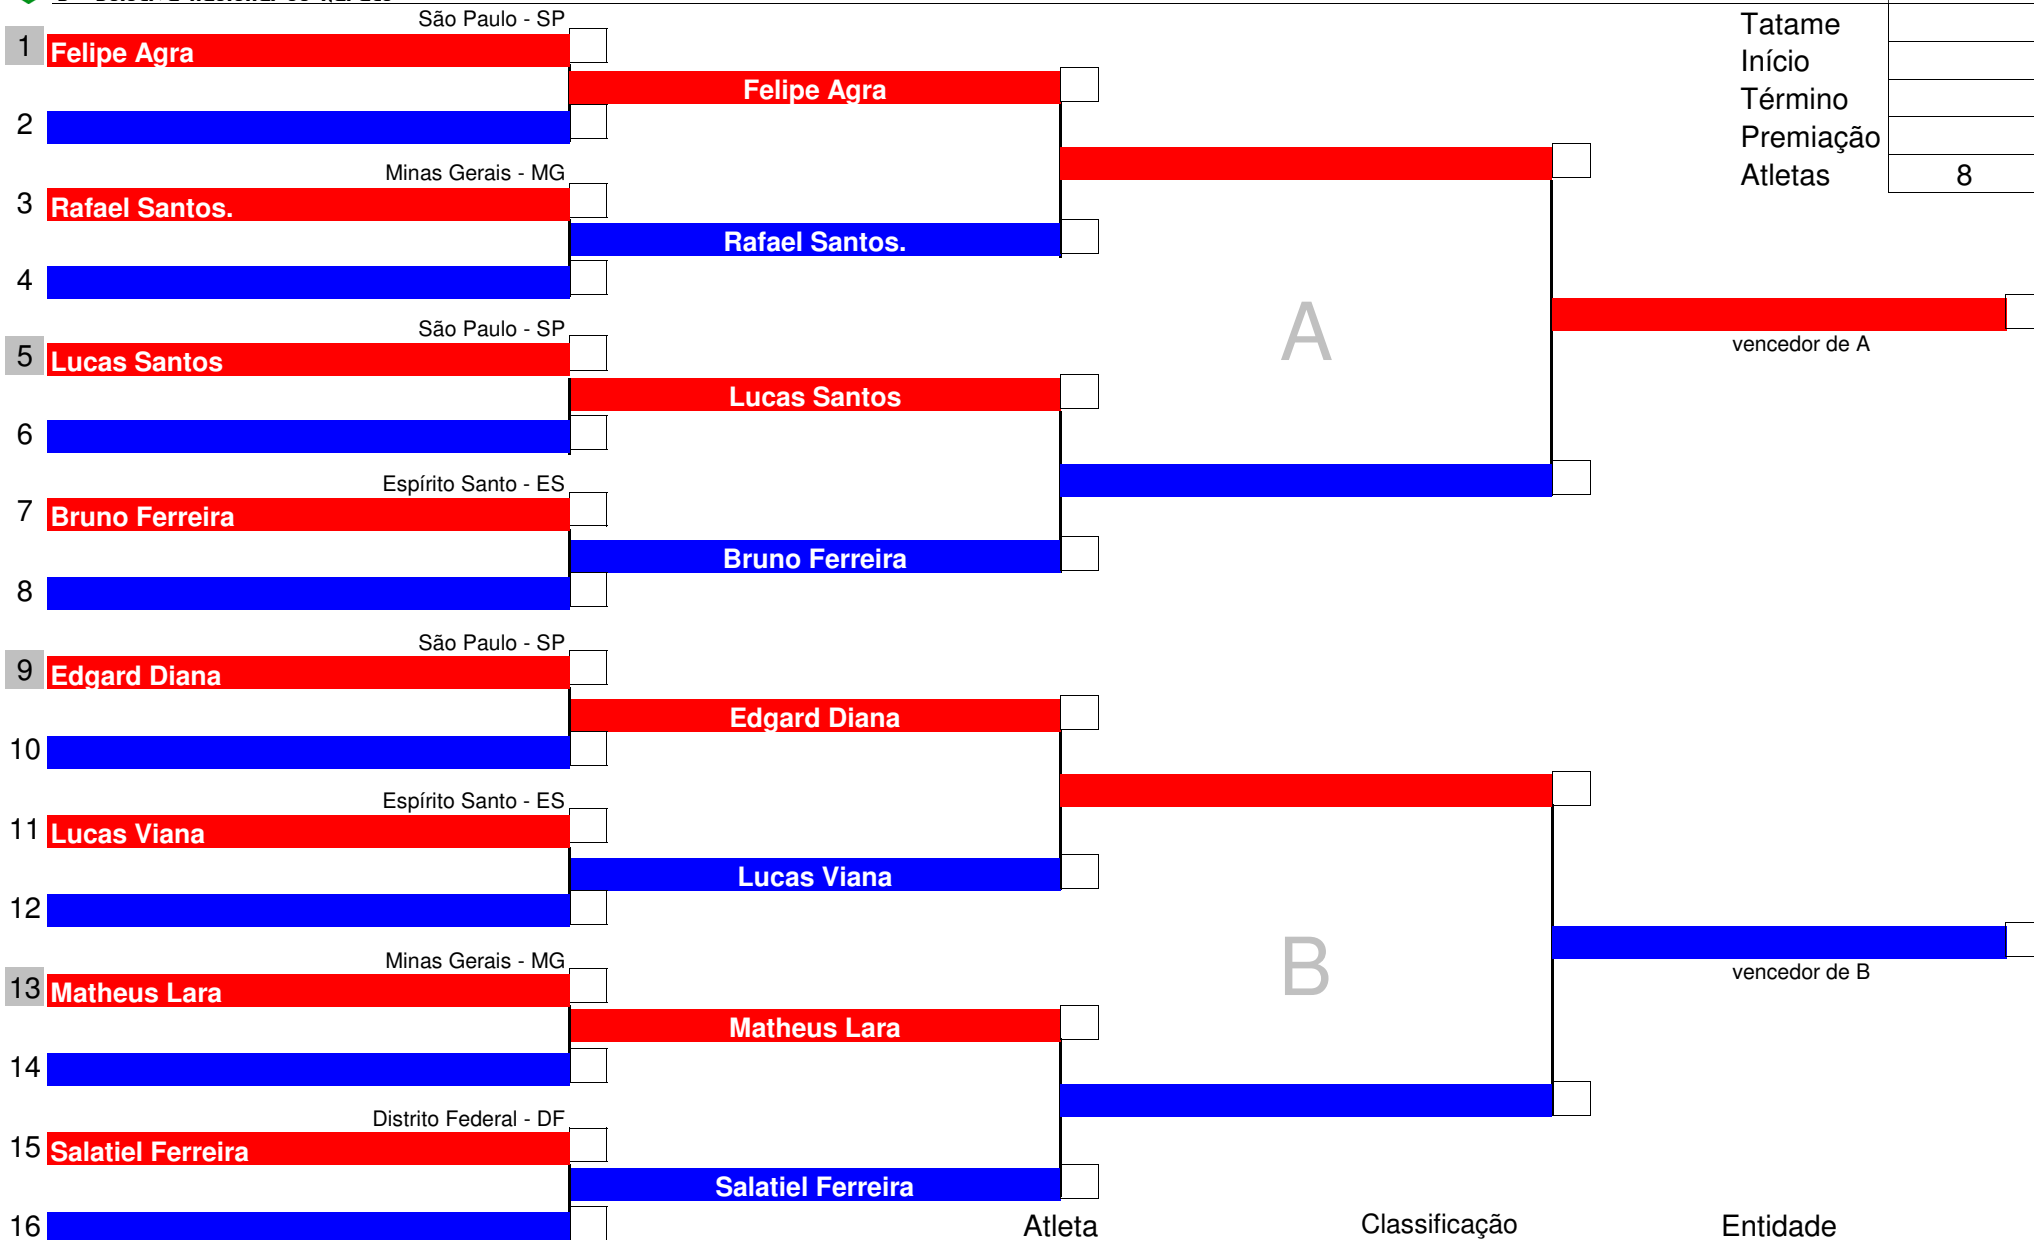 São Paulo - SP
1 Felipe Agra
Felipe Agra
2
Minas Gerais - MG
3 Rafael Santos.
Rafael Santos.
4
São Paulo - SP
5 Lucas Santos
Lucas Santos
6
Espírito Santo - ES
7 Bruno Ferreira
Bruno Ferreira
8
São Paulo - SP
9 Edgard Diana
Edgard Diana
10
Espírito Santo - ES
11 Lucas Viana
Lucas Viana
12
Minas Gerais - MG
13 Matheus Lara
Matheus Lara
14
Distrito Federal - DF
15 Salatiel Ferreira
Salatiel Ferreira
16
A
B
vencedor de A
vencedor de B
Tatame
Início
Término
Premiação
Atletas 8
Atleta Classificação Entidade